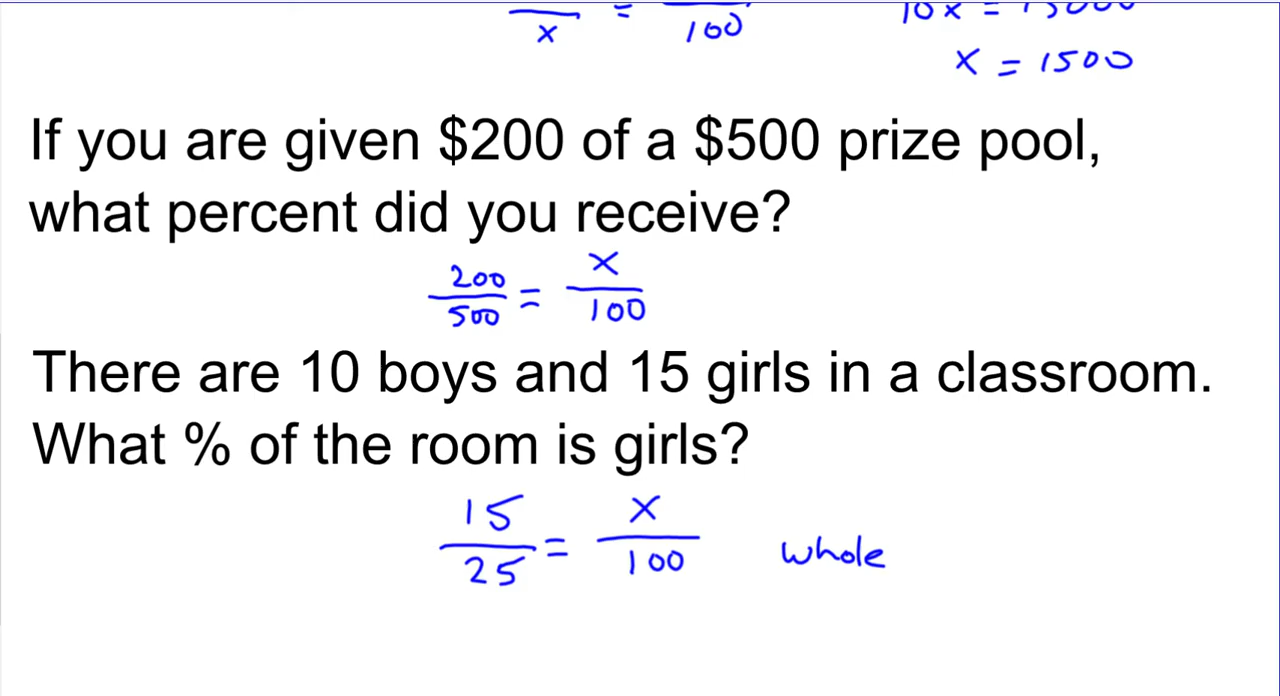 x = 100
10x = 15000
x = 1500
If you are given $200 of a $500 prize pool,
what percent did you receive?
200/500 = x/100
There are 10 boys and 15 girls in a classroom.
What % of the room is girls?
15/25 = x/100 whole